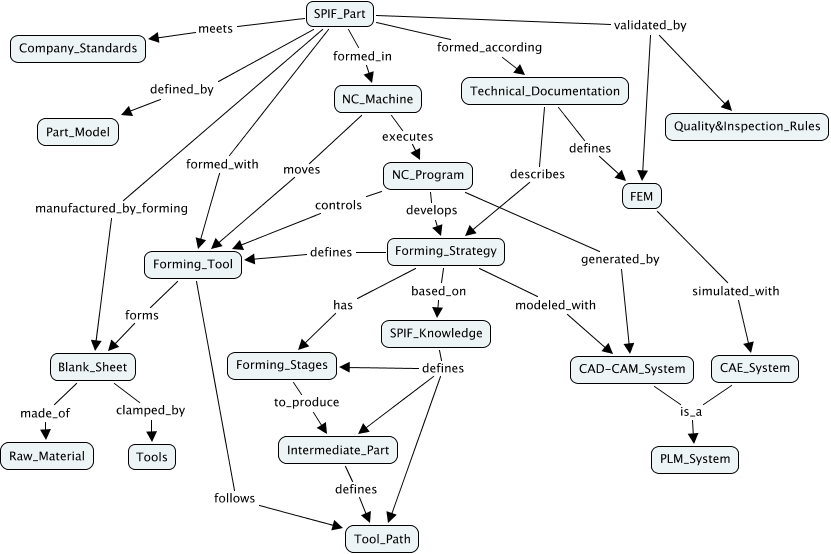 SPIF_Part
meets
validated_by
Company_Standards
formed_in
formed_according
defined_by
NC_Machine
Technical_Documentation
Part_Model
Quality&Inspection_Rules
executes
formed_with
moves
defines
describes
NC_Program
FEM
manufactured_by_forming
controls
develops
Forming_Tool
defines
Forming_Strategy
generated_by
simulated_with
forms
has
based_on
modeled_with
SPIF_Knowledge
Blank_Sheet
Forming_Stages
defines
CAD-CAM_System
CAE_System
made_of
clamped_by
to_produce
is_a
Raw_Material
Tools
Intermediate_Part
PLM_System
defines
follows
Tool_Path